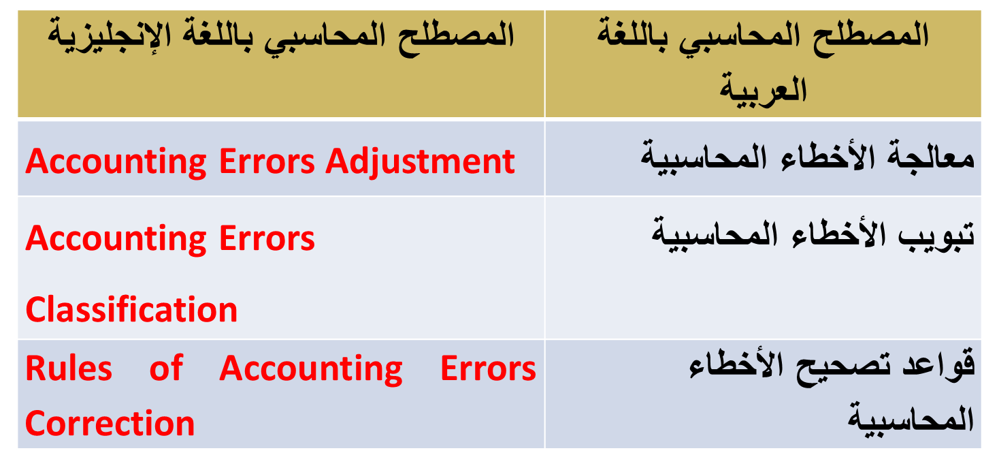 المصطلح المحاسبي باللغة
العربية
المصطلح المحاسبي باللغة الإنجليزية
معالجة الأخطاء المحاسبية
Accounting Errors Adjustment
تبويب الأخطاء المحاسبية
Accounting Errors
Classification
قواعد تصحيح الأخطاء
المحاسبية
Rules of Accounting Errors
Correction